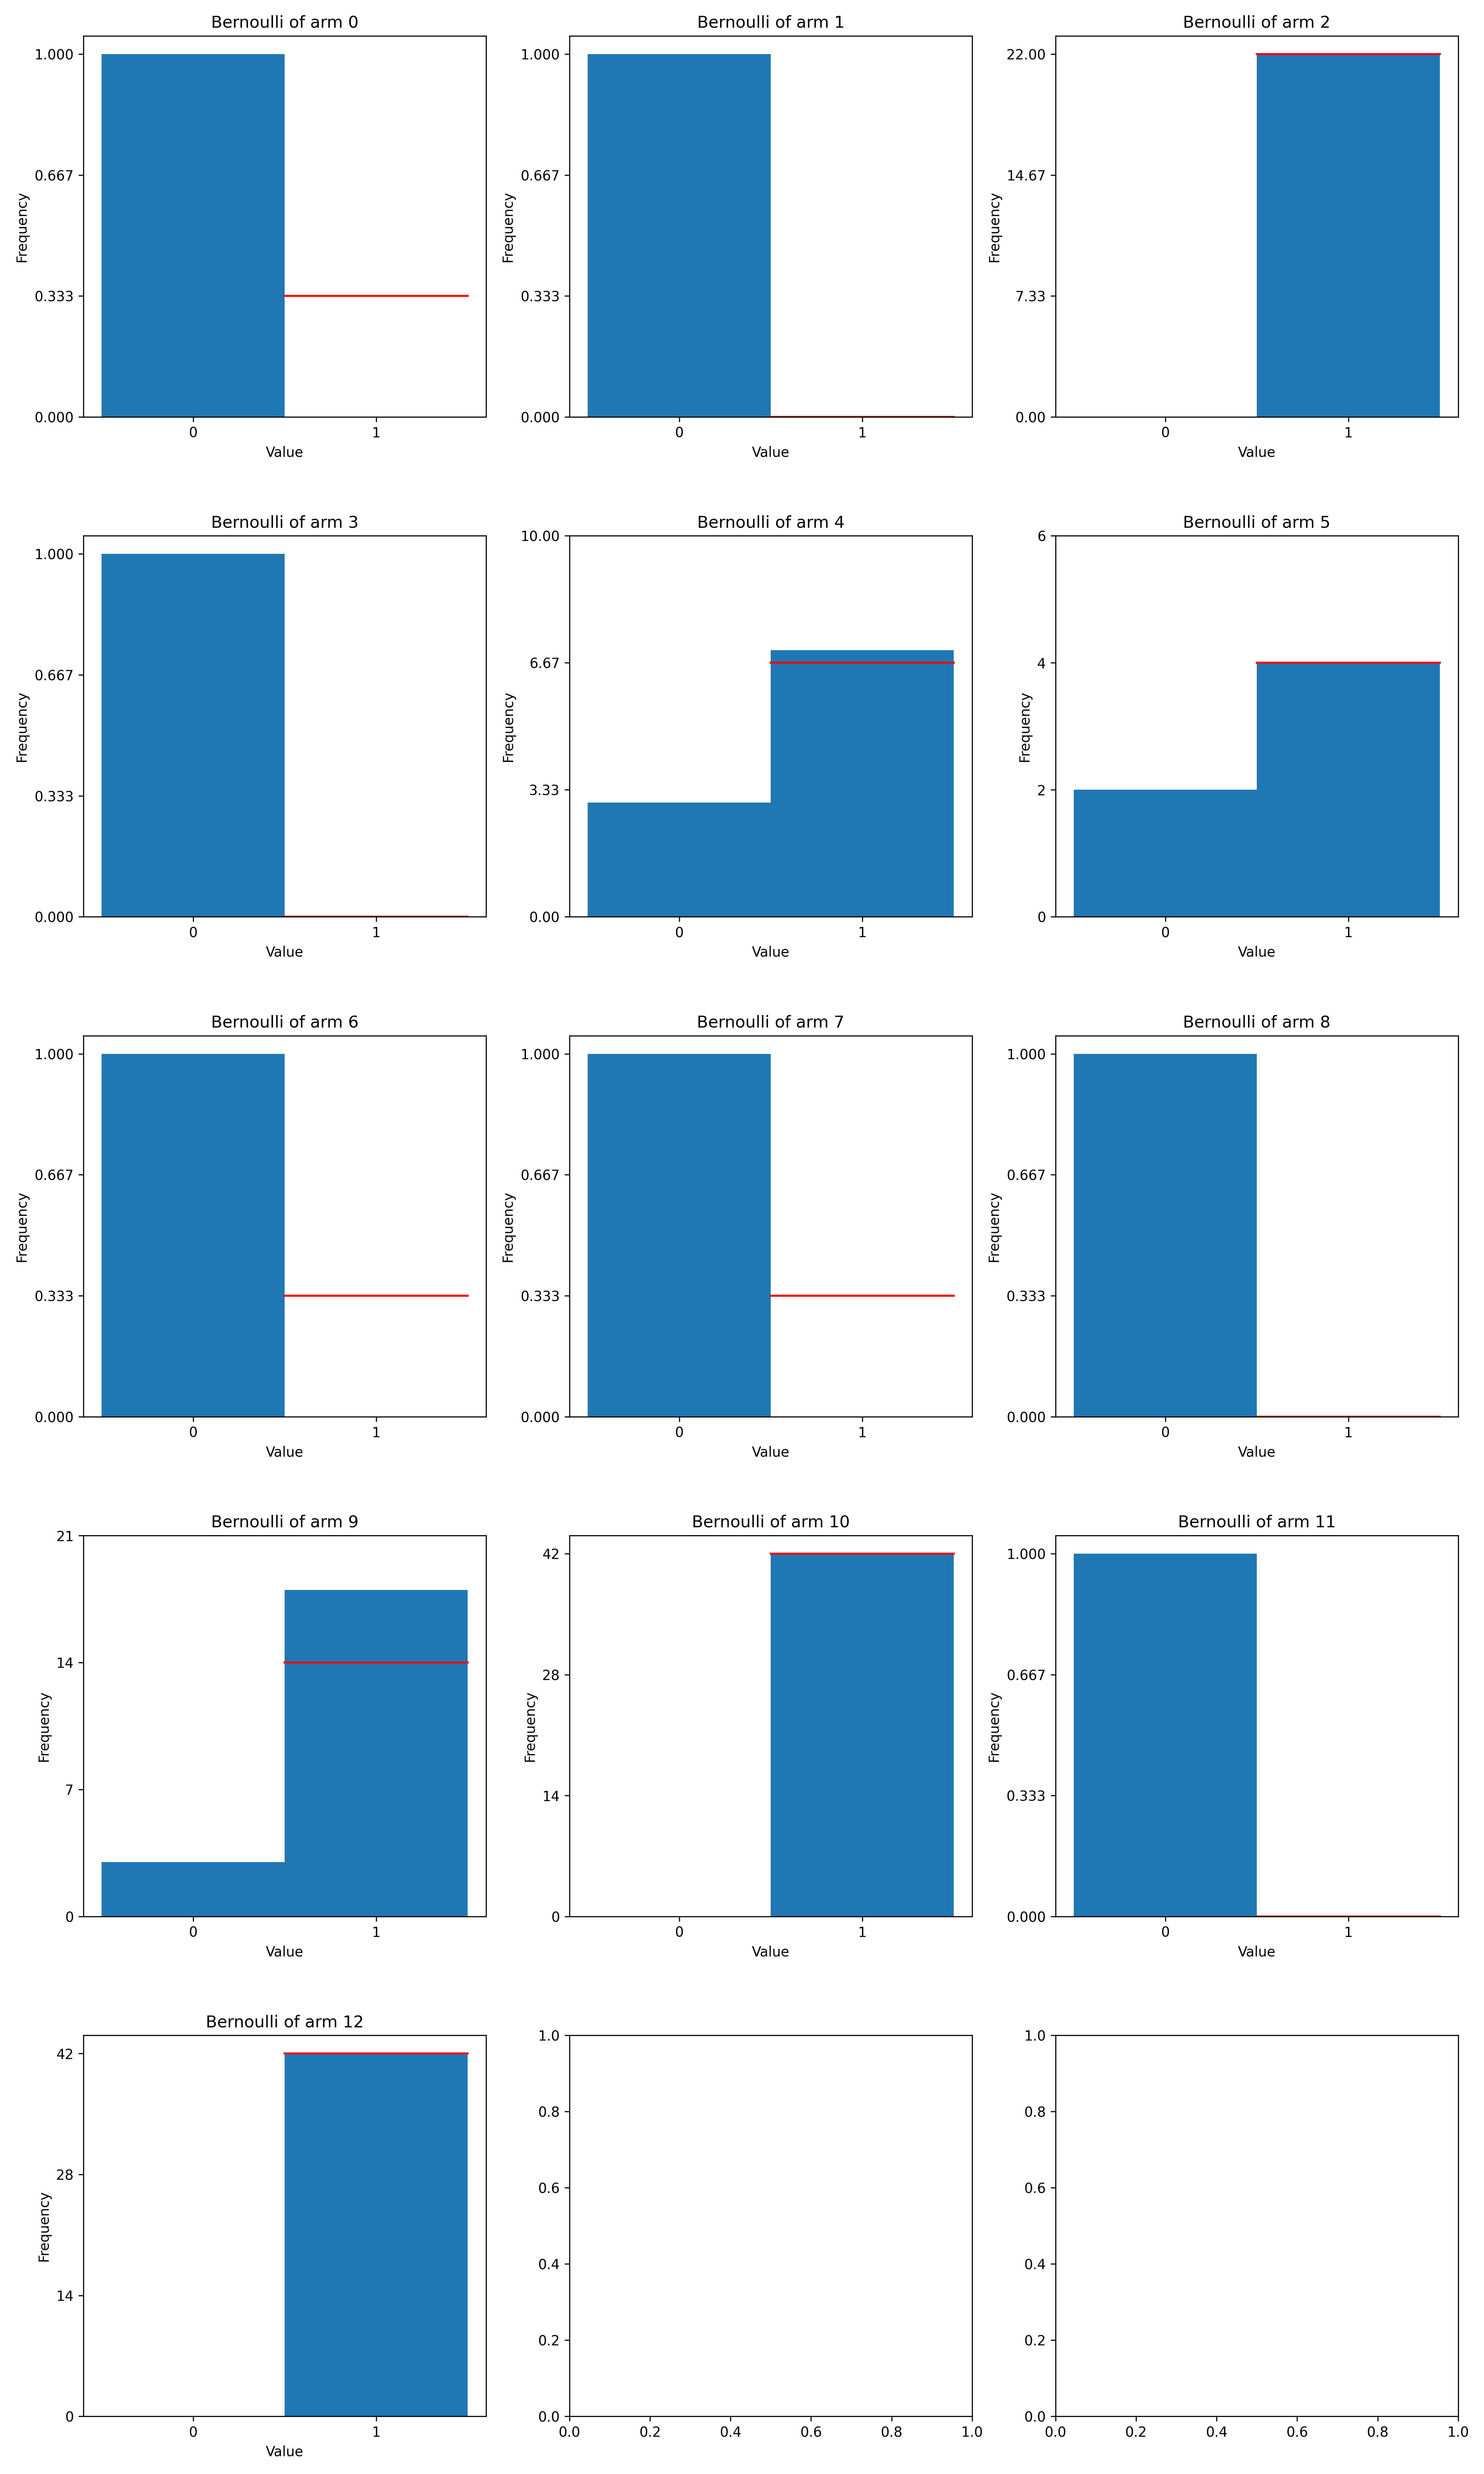 Bernoulli of arm 0
1.000
0.667
0.333
0.000
0 1
Value
Frequency
Bernoulli of arm 1
1.000
0.667
0.333
0.000
0 1
Value
Frequency
Bernoulli of arm 2
22.00
14.67
7.33
0.00
0 1
Value
Frequency
Bernoulli of arm 3
1.000
0.667
0.333
0.000
0 1
Value
Frequency
Bernoulli of arm 4
10.00
6.67
3.33
0.00
0 1
Value
Frequency
Bernoulli of arm 5
6
4
2
0
0 1
Value
Frequency
Bernoulli of arm 6
1.000
0.667
0.333
0.000
0 1
Value
Frequency
Bernoulli of arm 7
1.000
0.667
0.333
0.000
0 1
Value
Frequency
Bernoulli of arm 8
1.000
0.667
0.333
0.000
0 1
Value
Frequency
Bernoulli of arm 9
21
14
7
0
0 1
Value
Frequency
Bernoulli of arm 10
42
28
14
0
0 1
Value
Frequency
Bernoulli of arm 11
1.000
0.667
0.333
0.000
0 1
Value
Frequency
Bernoulli of arm 12
42
28
14
0
0 1
Value
Frequency
1.0
0.8
0.6
0.4
0.2
0.0
0.0 0.2 0.4 0.6 0.8 1.0
1.0
0.8
0.6
0.4
0.2
0.0
0.0 0.2 0.4 0.6 0.8 1.0